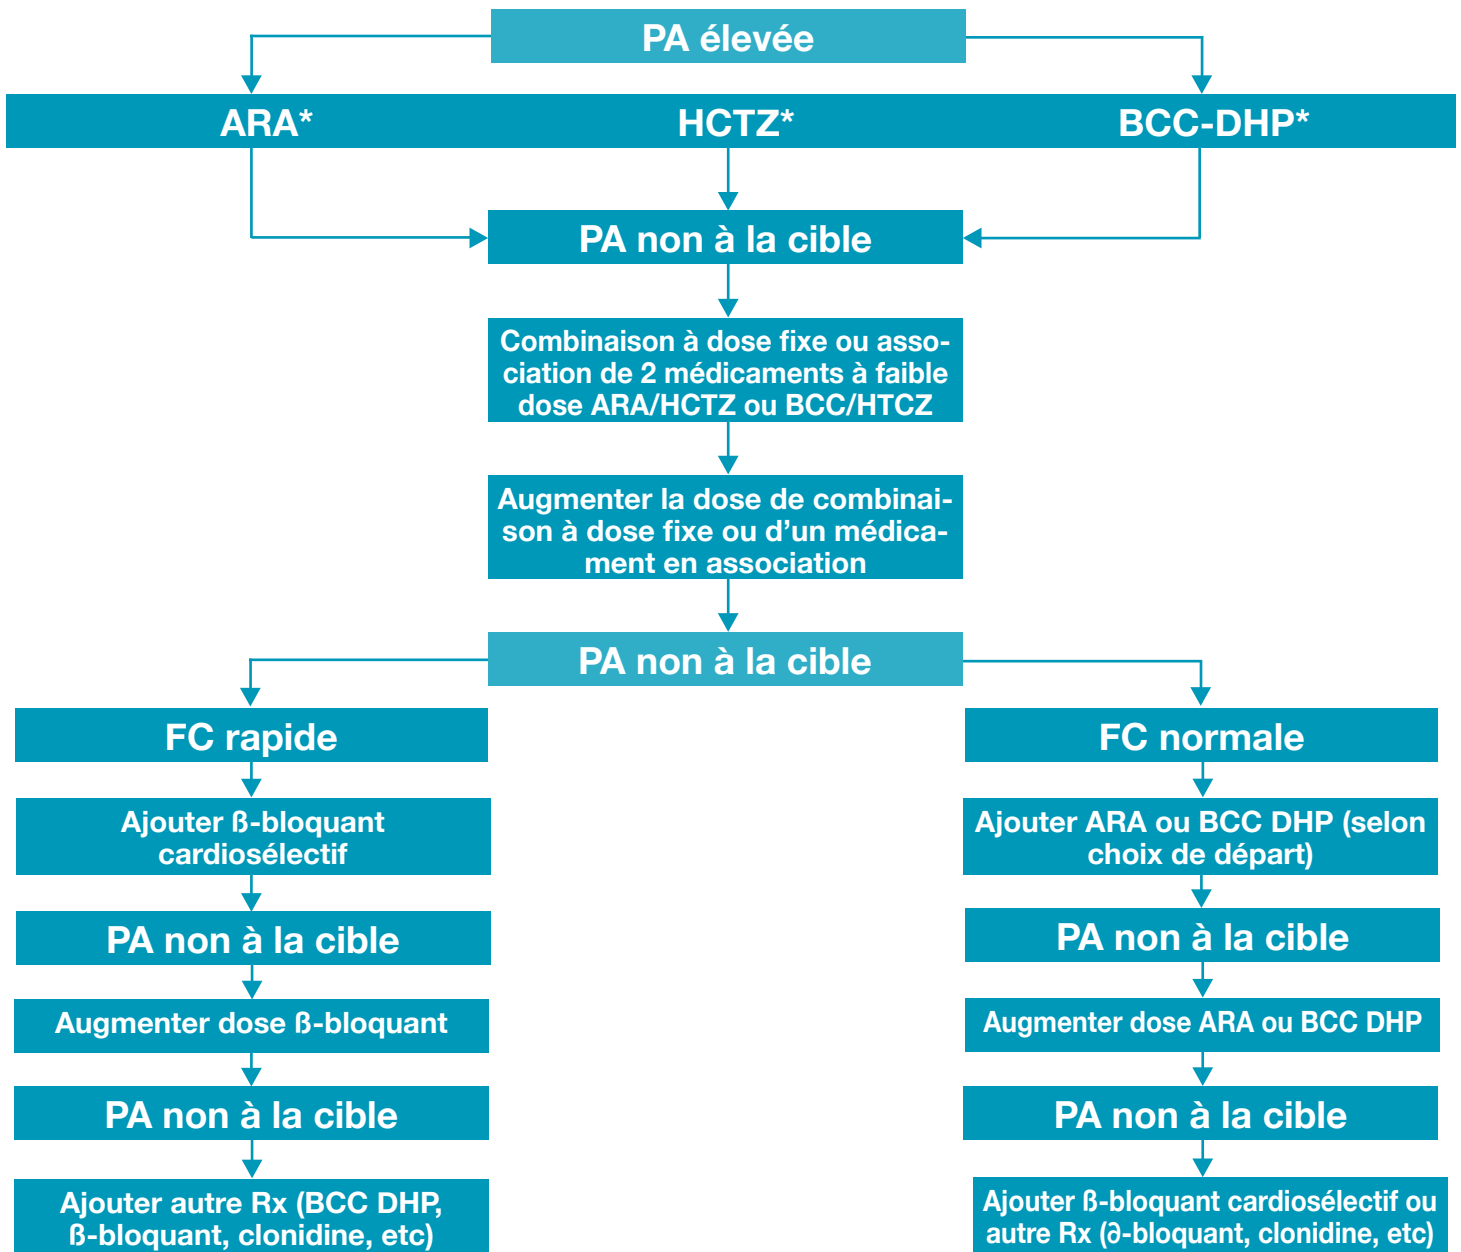 PA élevée
ARA* HCTZ* BCC-DHP*
PA non à la cible
Combinaison à dose fixe ou asso-
ciation de 2 médicaments à faible
dose ARA/HCTZ ou BCC/HTCZ
Augmenter la dose de combinai-
son à dose fixe ou d’un médica-
ment en association
PA non à la cible
FC rapide
Ajouter ß-bloquant
cardiosélectif
PA non à la cible
Augmenter dose ß-bloquant
PA non à la cible
Ajouter autre Rx (BCC DHP,
ß-bloquant, clonidine, etc)
FC normale
Ajouter ARA ou BCC DHP (selon
choix de départ)
PA non à la cible
Augmenter dose ARA ou BCC DHP
PA non à la cible
Ajouter ß-bloquant cardiosélectif ou
autre Rx (∂-bloquant, clonidine, etc)